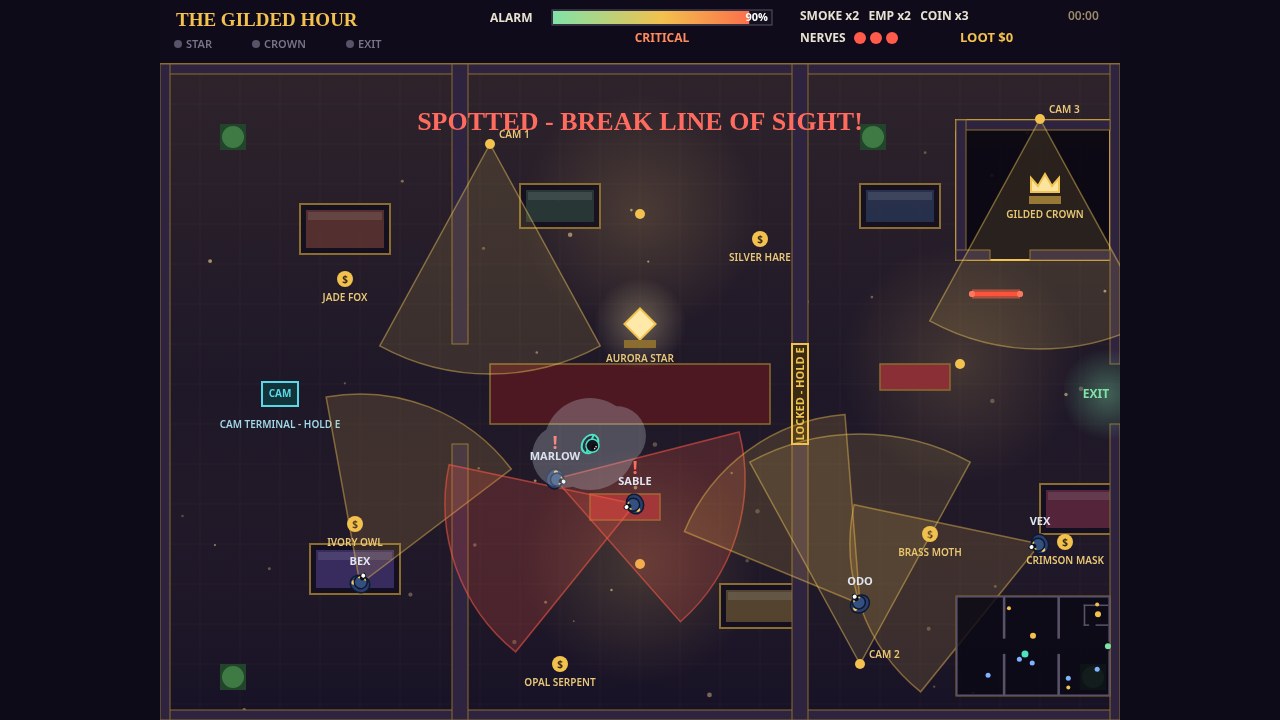 THE GILDED HOUR
STAR CROWN EXIT
ALARM 90%
CRITICAL
SMOKE x2 EMP x2 COIN x3
00:00
NERVES
LOOT $0
SPOTTED - BREAK LINE OF SIGHT!
CAM 1
CAM 3
GILDED CROWN
$
SILVER HARE
$
JADE FOX
AURORA STAR
LOCKED - HOLD E
CAM
CAM TERMINAL - HOLD E
EXIT
!
MARLOW
!
SABLE
$
IVORY OWL
BEX
$
BRASS MOTH
VEX
$
CRIMSON MASK
ODO
CAM 2
$
OPAL SERPENT